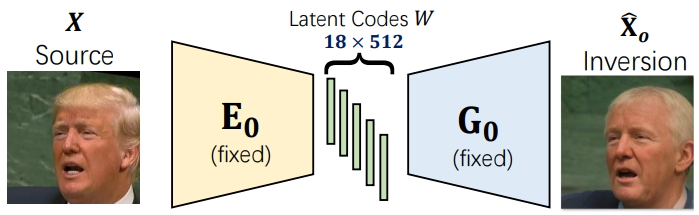 X
Source
Latent Codes W
18 × 512
X̂ₒ
Inversion
E₀
(fixed)
G₀
(fixed)